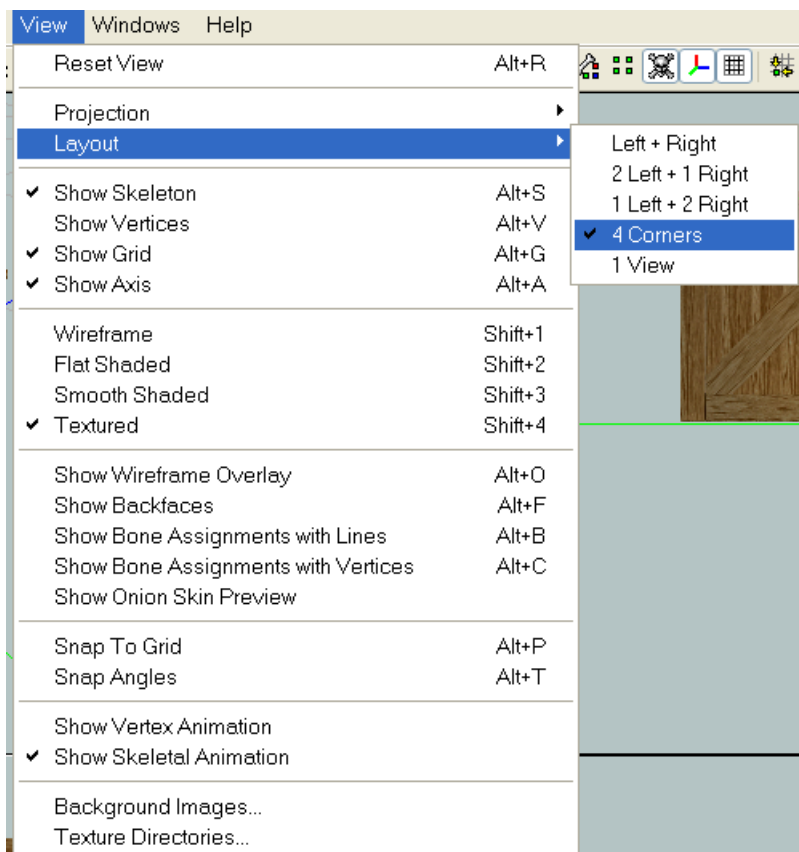 View Windows Help
Reset View Alt+R
Projection
Layout
Left + Right
2 Left + 1 Right
1 Left + 2 Right
4 Corners
1 View
Show Skeleton Alt+S
Show Vertices Alt+V
Show Grid Alt+G
Show Axis Alt+A
Wireframe Shift+1
Flat Shaded Shift+2
Smooth Shaded Shift+3
Textured Shift+4
Show Wireframe Overlay Alt+O
Show Backfaces Alt+F
Show Bone Assignments with Lines Alt+B
Show Bone Assignments with Vertices Alt+C
Show Onion Skin Preview
Snap To Grid Alt+P
Snap Angles Alt+T
Show Vertex Animation
Show Skeletal Animation
Background Images...
Texture Directories...